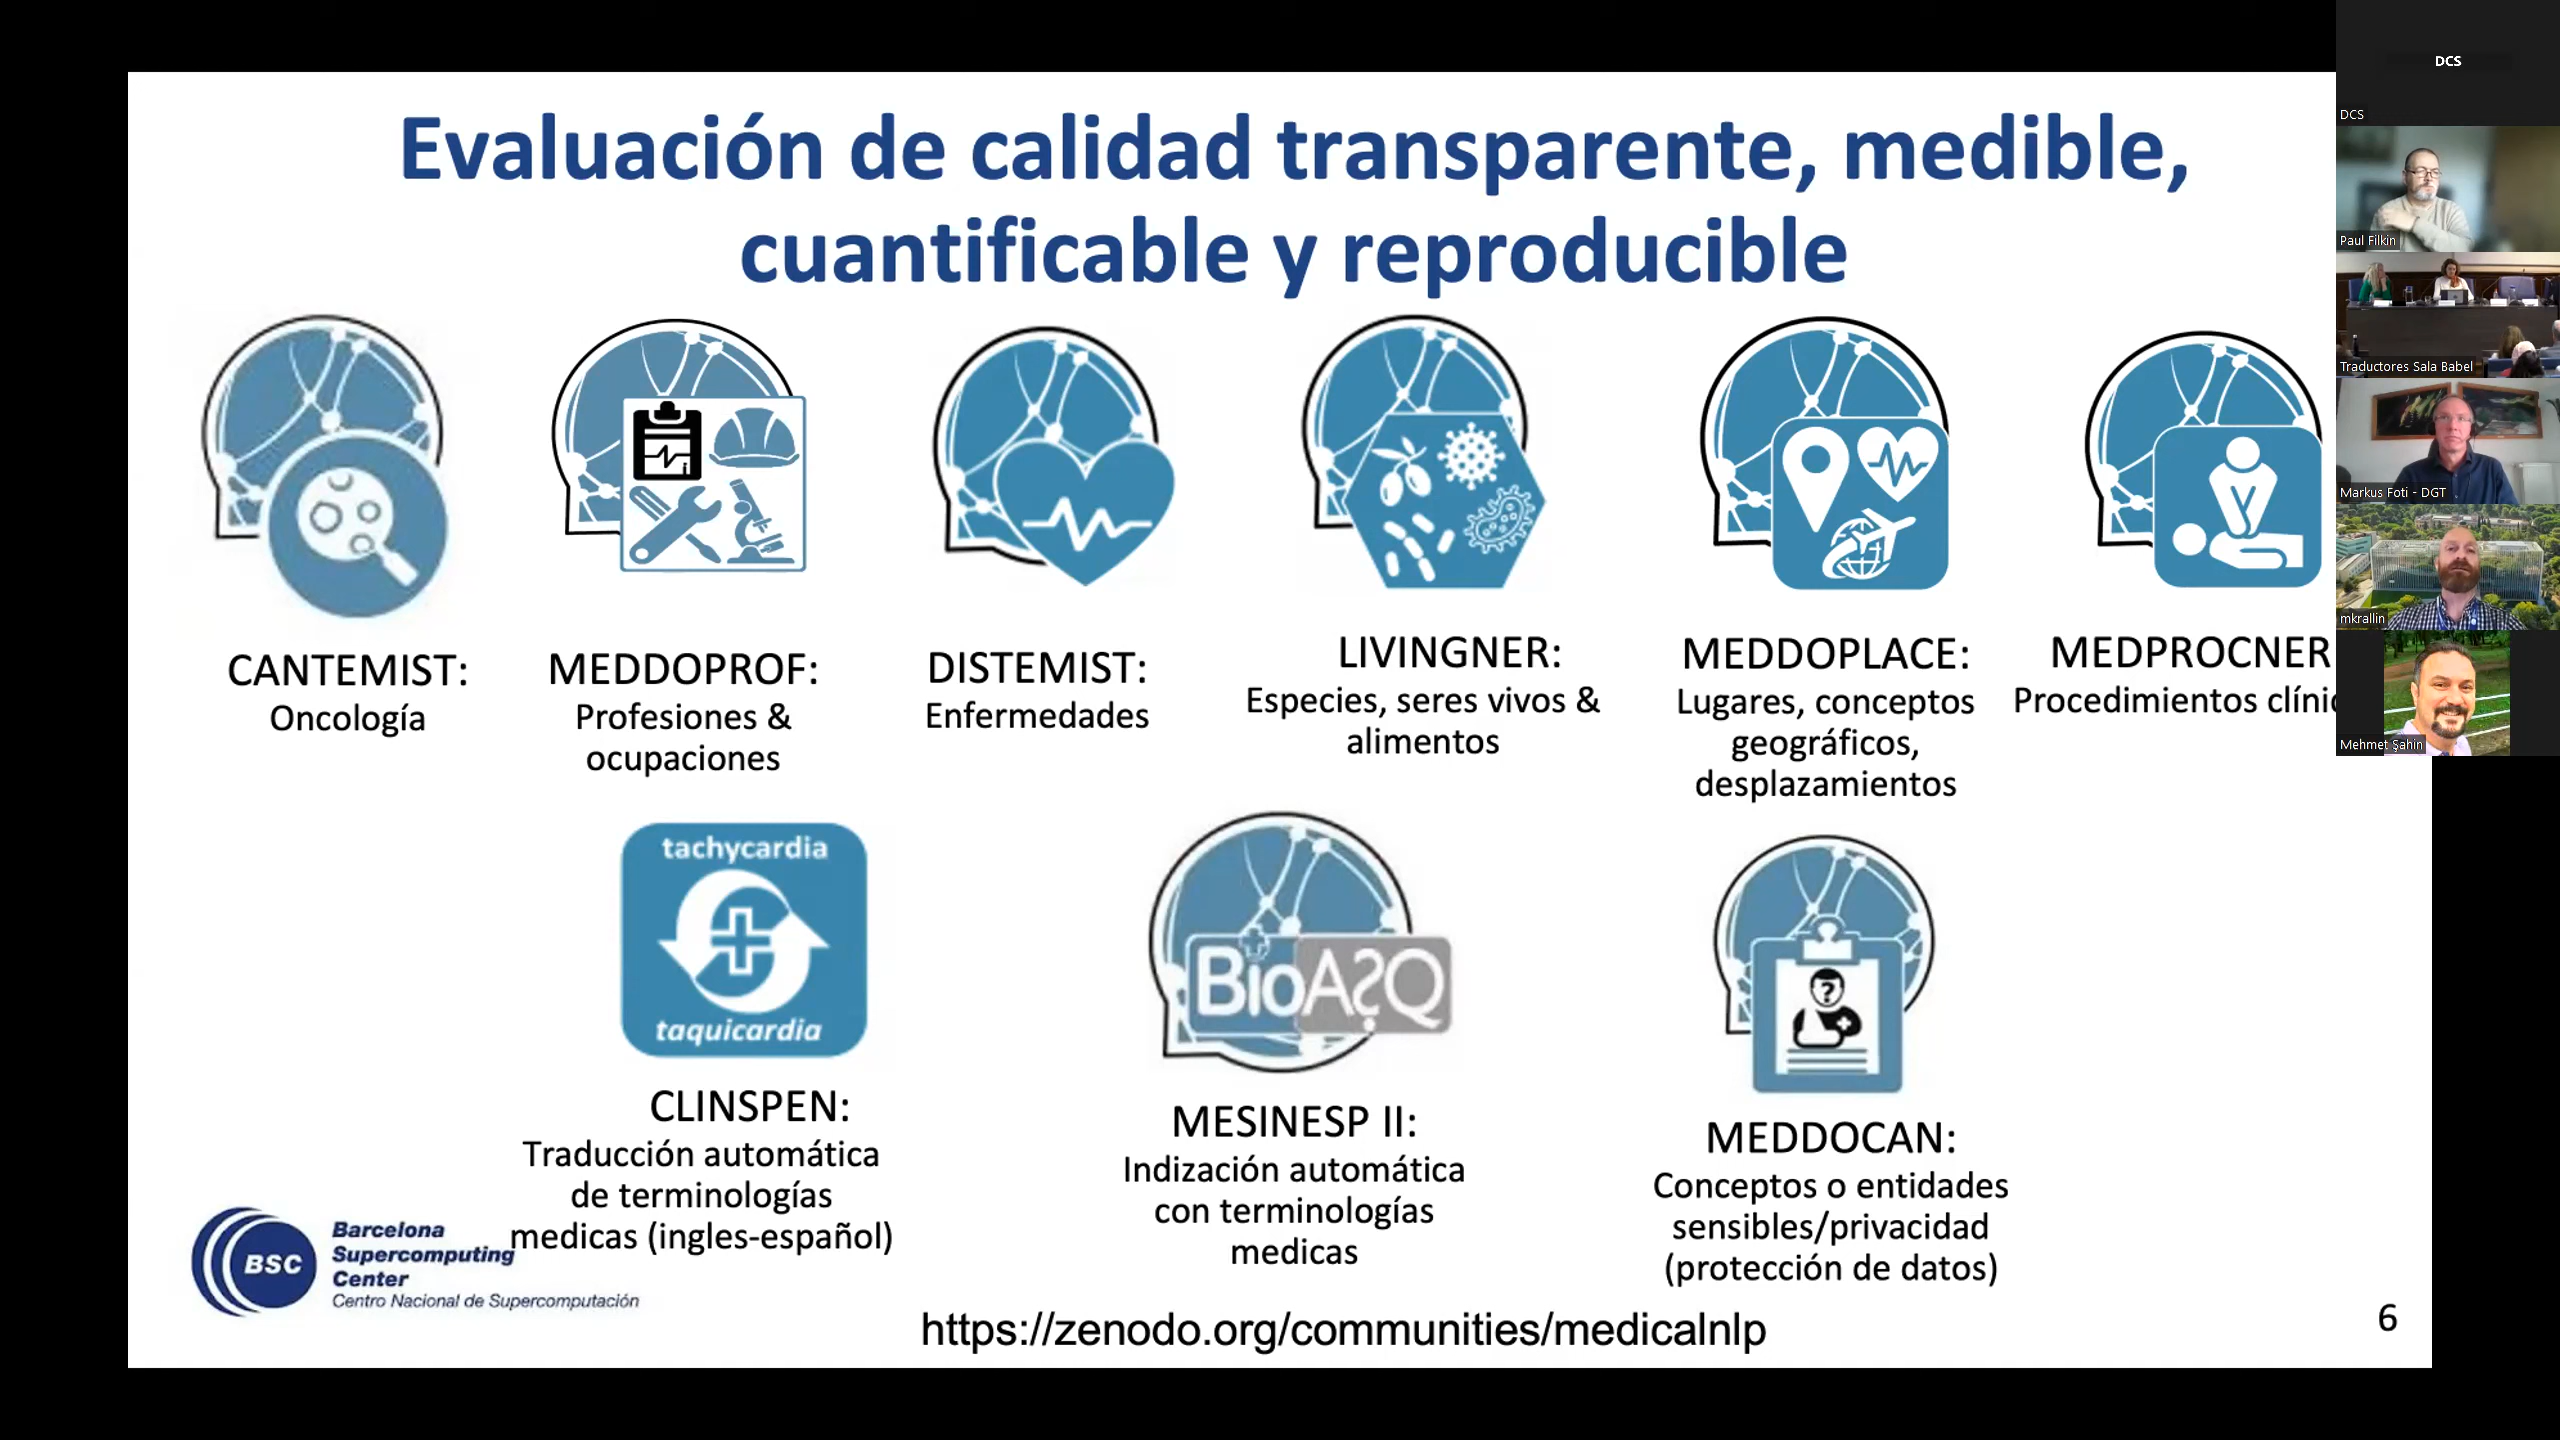 Evaluación de calidad transparente, medible,
cuantificable y reproducible
CANTEMIST:
Oncología
MEDDOPROF:
Profesiones &
ocupaciones
DISTEMIST:
Enfermedades
LIVINGNER:
Especies, seres vivos &
alimentos
MEDDOPLACE:
Lugares, conceptos
geográficos,
desplazamientos
MEDPROCNER
Procedimientos
tachycardia
taquicardia
CLINSPEN:
Traducción automática
de terminologías
medicas (ingles-español)
BioASQ
MESINESP II:
Indización automática
con terminologías
medicas
?
MEDDOCAN:
Conceptos o entidades
sensibles/privacidad
(protección de datos)
BSC
Barcelona
Supercomputing
Center
Centro Nacional de Supercomputación
https://zenodo.org/communities/medicalnlp
6
DCS
DCS
Paul Filkin
Traductores Sala Babel
Markus Foti - DGT
mkrallin
Mehmet Şahin